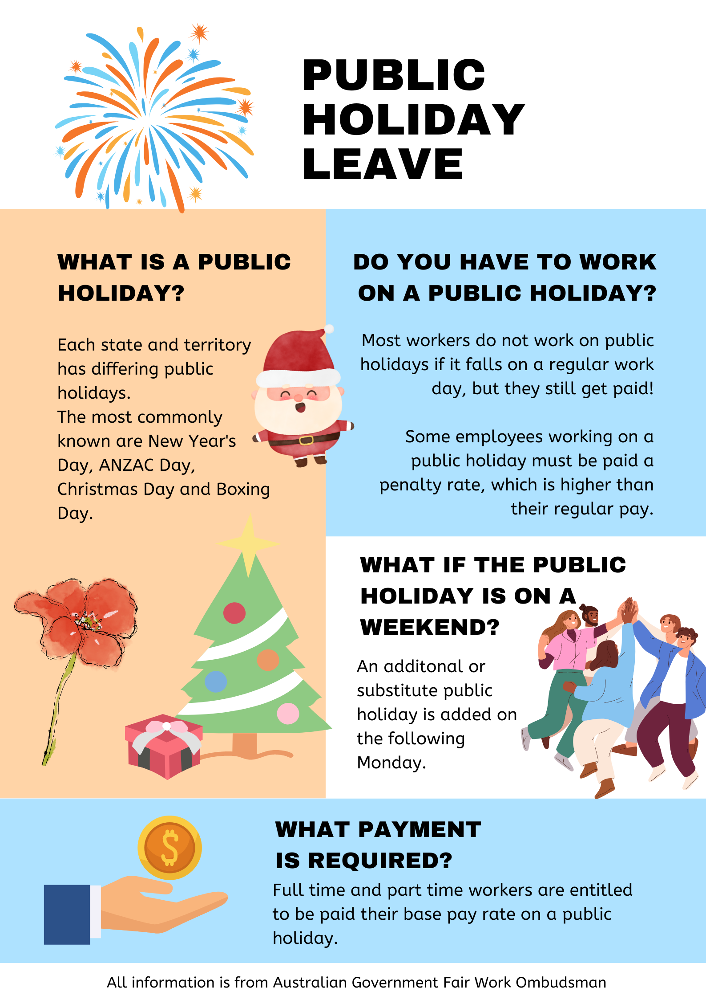 PUBLIC
HOLIDAY
LEAVE
WHAT IS A PUBLIC
HOLIDAY?
Each state and territory
has differing public
holidays.
The most commonly
known are New Year's
Day, ANZAC Day,
Christmas Day and Boxing
Day.
DO YOU HAVE TO WORK
ON A PUBLIC HOLIDAY?
Most workers do not work on public
holidays if it falls on a regular work
day, but they still get paid!
Some employees working on a
public holiday must be paid a
penalty rate, which is higher than
their regular pay.
WHAT IF THE PUBLIC
HOLIDAY IS ON A
WEEKEND?
An additonal or
substitute public
holiday is added on
the following
Monday.
$
WHAT PAYMENT
IS REQUIRED?
Full time and part time workers are entitled
to be paid their base pay rate on a public
holiday.
All information is from Australian Government Fair Work Ombudsman